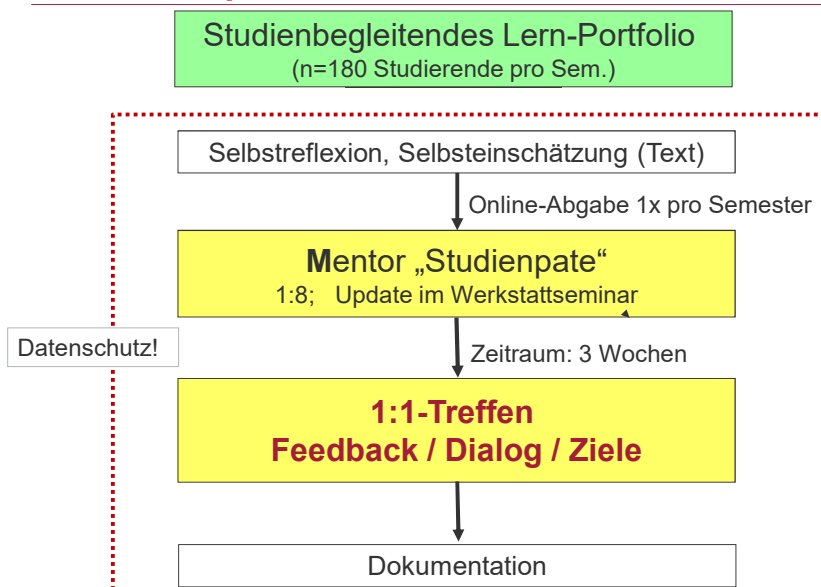 Studienbegleitendes Lern-Portfolio
(n=180 Studierende pro Sem.)
Selbstreflexion, Selbsteinschätzung (Text)
Online-Abgabe 1x pro Semester
Mentor „Studienpate“
1:8; Update im Werkstattseminar
Datenschutz!
Zeitraum: 3 Wochen
1:1-Treffen
Feedback / Dialog / Ziele
Dokumentation